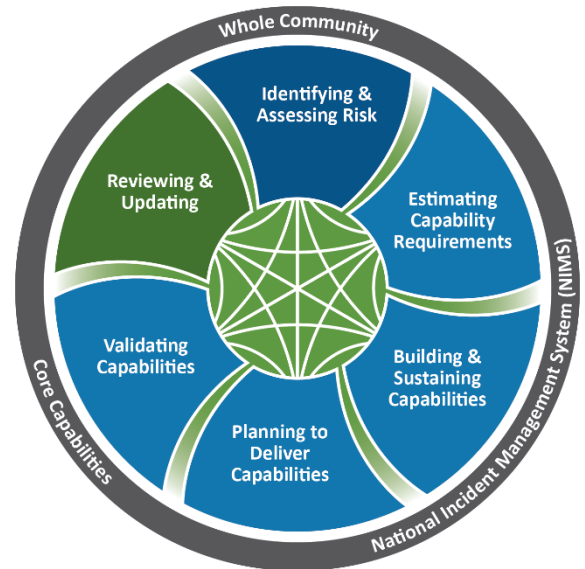 Whole Community
Identifying &
Assessing Risk
Estimating
Capability
Requirements
Building &
Sustaining
Capabilities
Planning to
Deliver
Capabilities
Validating
Capabilities
Reviewing &
Updating
National Incident Management System (NIMS)
Core Capabilities